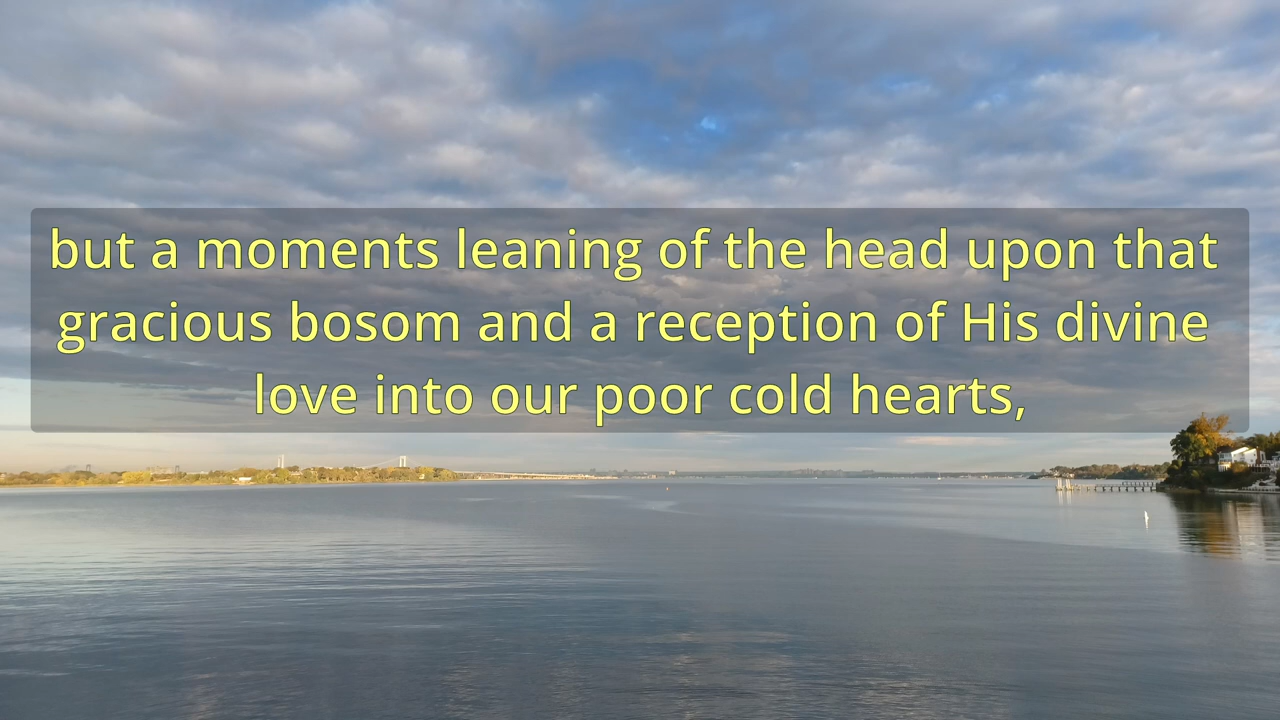 but a moments leaning of the head upon that
gracious bosom and a reception of His divine
love into our poor cold hearts,